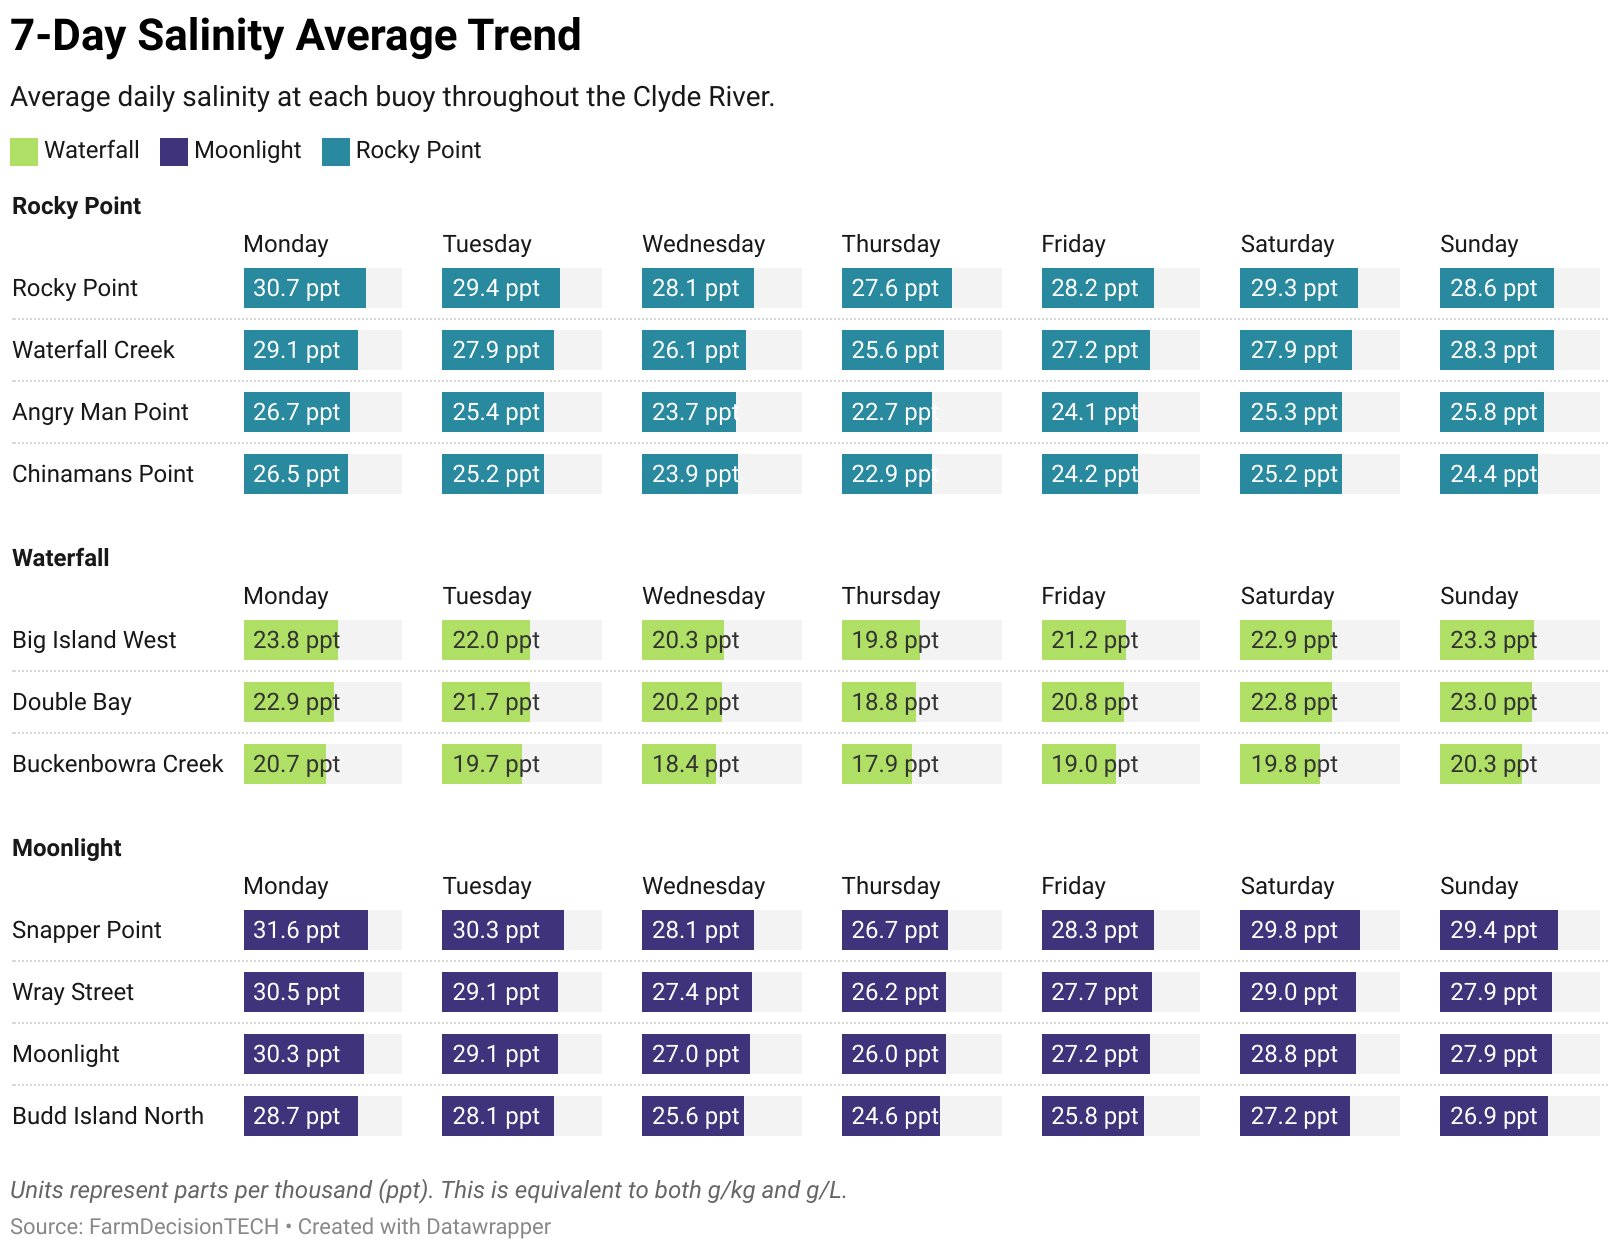 7-Day Salinity Average Trend
Average daily salinity at each buoy throughout the Clyde River.
Waterfall Moonlight Rocky Point
Rocky Point
Monday Tuesday Wednesday Thursday Friday Saturday Sunday
Rocky Point 30.7 ppt 29.4 ppt 28.1 ppt 27.6 ppt 28.2 ppt 29.3 ppt 28.6 ppt
Waterfall Creek 29.1 ppt 27.9 ppt 26.1 ppt 25.6 ppt 27.2 ppt 27.9 ppt 28.3 ppt
Angry Man Point 26.7 ppt 25.4 ppt 23.7 ppt 22.7 ppt 24.1 ppt 25.3 ppt 25.8 ppt
Chinamans Point 26.5 ppt 25.2 ppt 23.9 ppt 22.9 ppt 24.2 ppt 25.2 ppt 24.4 ppt
Waterfall
Monday Tuesday Wednesday Thursday Friday Saturday Sunday
Big Island West 23.8 ppt 22.0 ppt 20.3 ppt 19.8 ppt 21.2 ppt 22.9 ppt 23.3 ppt
Double Bay 22.9 ppt 21.7 ppt 20.2 ppt 18.8 ppt 20.8 ppt 22.8 ppt 23.0 ppt
Buckenbowra Creek 20.7 ppt 19.7 ppt 18.4 ppt 17.9 ppt 19.0 ppt 19.8 ppt 20.3 ppt
Moonlight
Monday Tuesday Wednesday Thursday Friday Saturday Sunday
Snapper Point 31.6 ppt 30.3 ppt 28.1 ppt 26.7 ppt 28.3 ppt 29.8 ppt 29.4 ppt
Wray Street 30.5 ppt 29.1 ppt 27.4 ppt 26.2 ppt 27.7 ppt 29.0 ppt 27.9 ppt
Moonlight 30.3 ppt 29.1 ppt 27.0 ppt 26.0 ppt 27.2 ppt 28.8 ppt 27.9 ppt
Budd Island North 28.7 ppt 28.1 ppt 25.6 ppt 24.6 ppt 25.8 ppt 27.2 ppt 26.9 ppt
Units represent parts per thousand (ppt). This is equivalent to both g/kg and g/L.
Source: FarmDecisionTECH • Created with Datawrapper